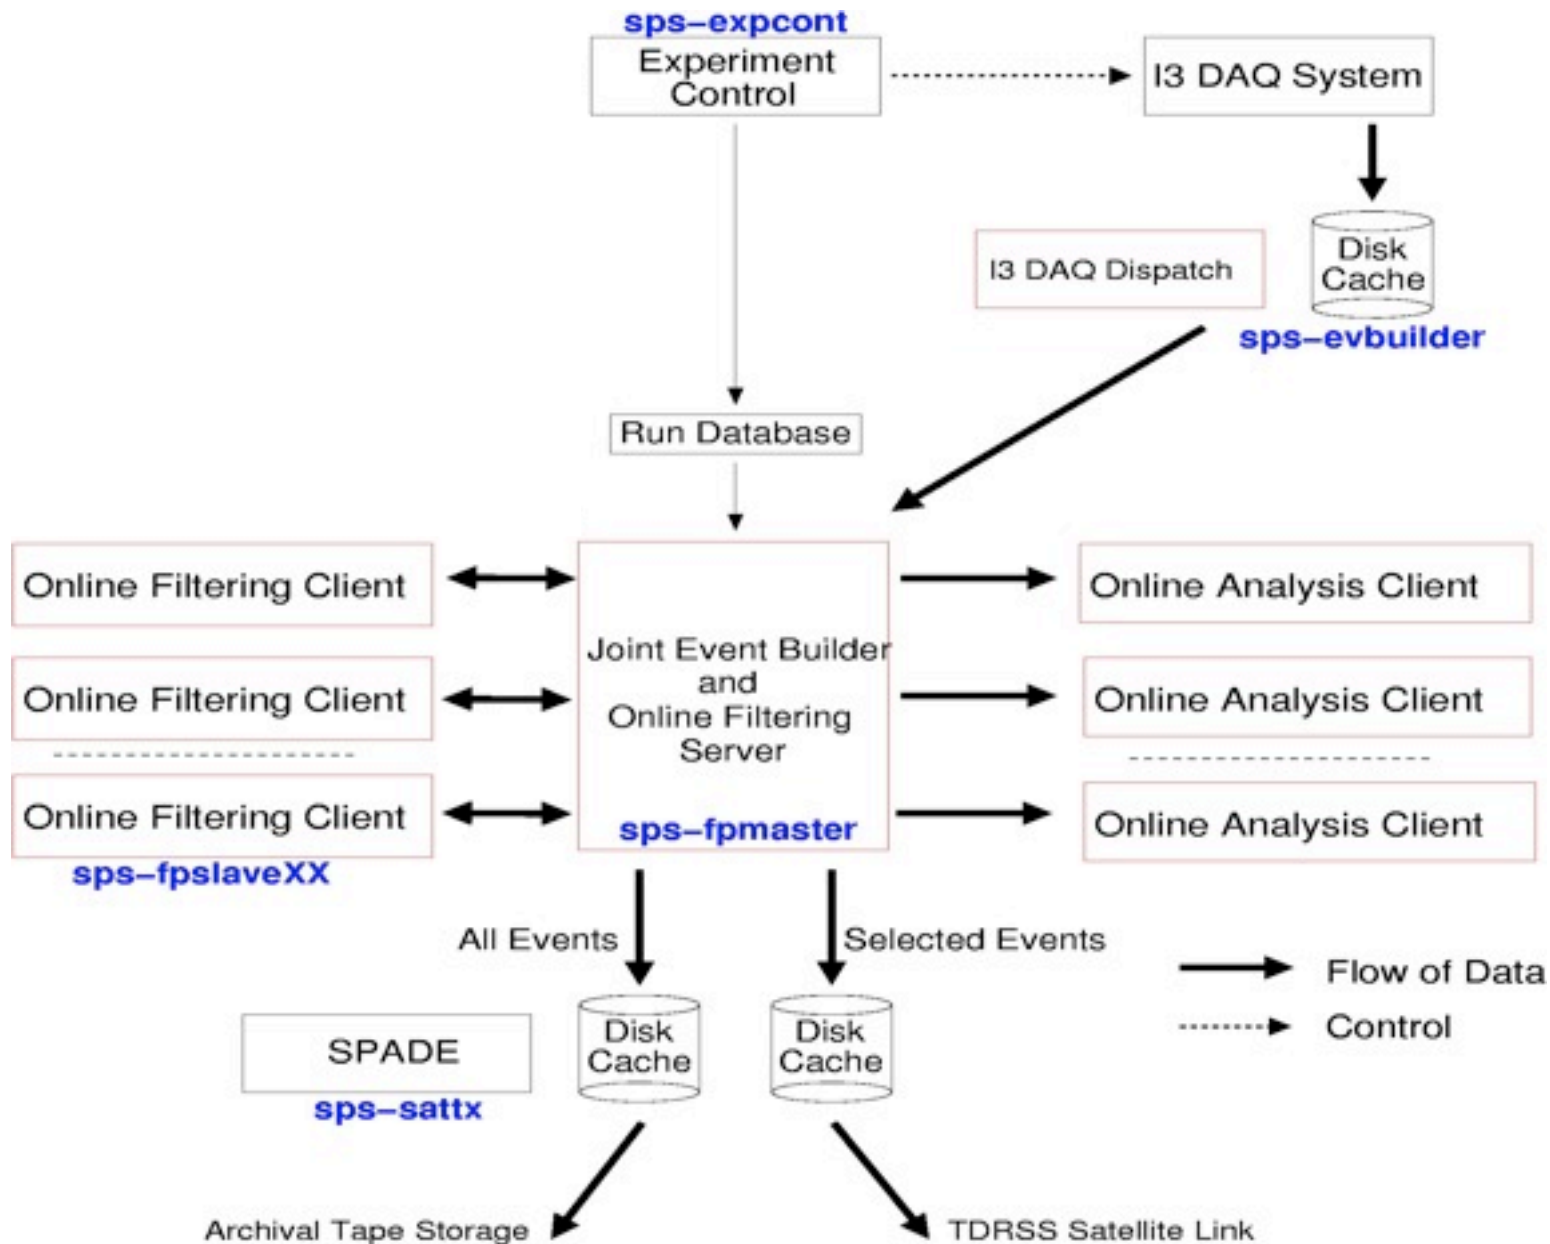 sps-expcont
Experiment
Control
I3 DAQ System
I3 DAQ Dispatch
Disk
Cache
sps-evbuilder
Run Database
Online Filtering Client
Online Filtering Client
Online Filtering Client
sps-fpslaveXX
Joint Event Builder
and
Online Filtering
Server
sps-fpmaster
Online Analysis Client
Online Analysis Client
Online Analysis Client
All Events
Selected Events
Flow of Data
Control
SPADE
sps-sattx
Disk
Cache
Disk
Cache
Archival Tape Storage
TDRSS Satellite Link